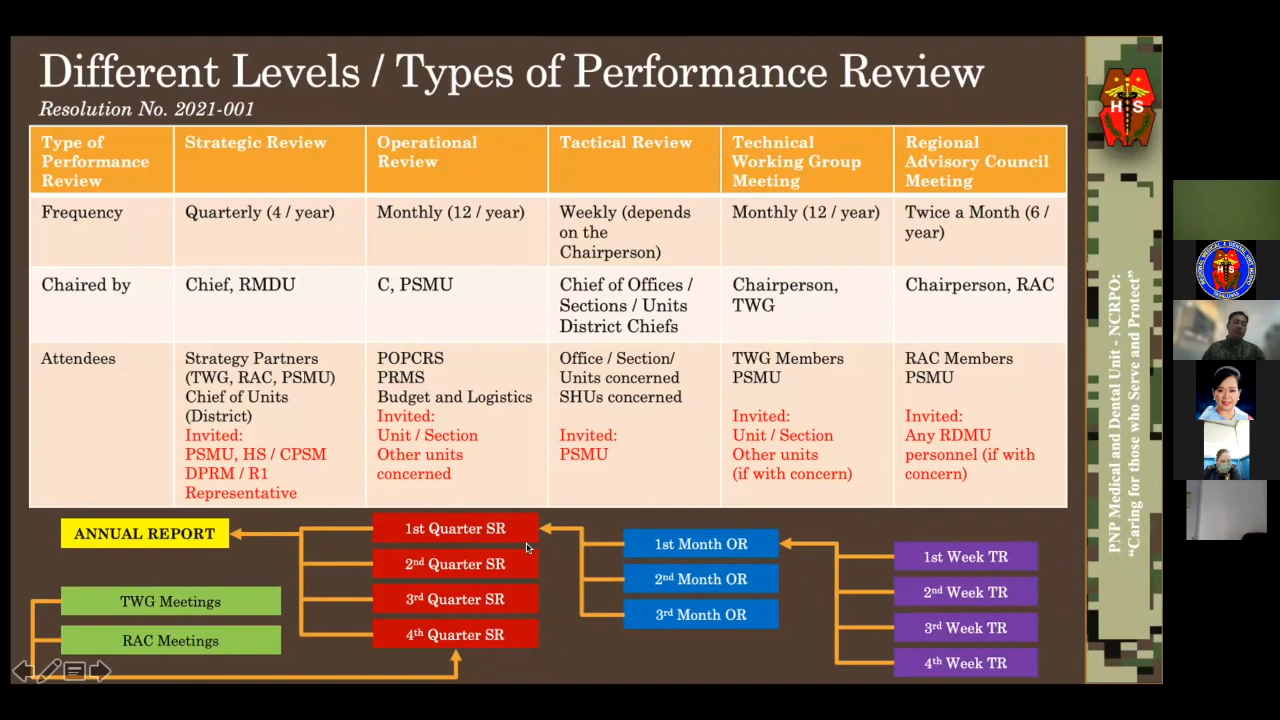 Different Levels / Types of Performance Review
Resolution No. 2021-001
Type of
Performance
Review
Strategic Review
Operational
Review
Tactical Review
Technical
Working Group
Meeting
Regional
Advisory Council
Meeting
Frequency
Quarterly (4 / year)
Monthly (12 / year)
Weekly (depends
on the
Chairperson)
Monthly (12 / year)
Twice a Month (6 /
year)
Chaired by
Chief, RMDU
C, PSMU
Chief of Offices /
Sections / Units
District Chiefs
Chairperson,
TWG
Chairperson, RAC
Attendees
Strategy Partners
(TWG, RAC, PSMU)
Chief of Units
(District)
Invited:
PSMU, HS / CPSM
DPRM / R1
Representative
POPCRS
PRMS
Budget and Logistics
Invited:
Unit / Section
Other units
concerned
Office / Section/
Units concerned
SHUs concerned
Invited:
PSMU
TWG Members
PSMU
Invited:
Unit / Section
Other units
(if with concern)
RAC Members
PSMU
Invited:
Any RDMU
personnel (if with
concern)
ANNUAL REPORT
TWG Meetings
RAC Meetings
1st Quarter SR
2nd Quarter SR
3rd Quarter SR
4th Quarter SR
1st Month OR
2nd Month OR
3rd Month OR
1st Week TR
2nd Week TR
3rd Week TR
4th Week TR
H S
PNP Medical and Dental Unit - NCRPO:
“Caring for those who Serve and Protect”
H S